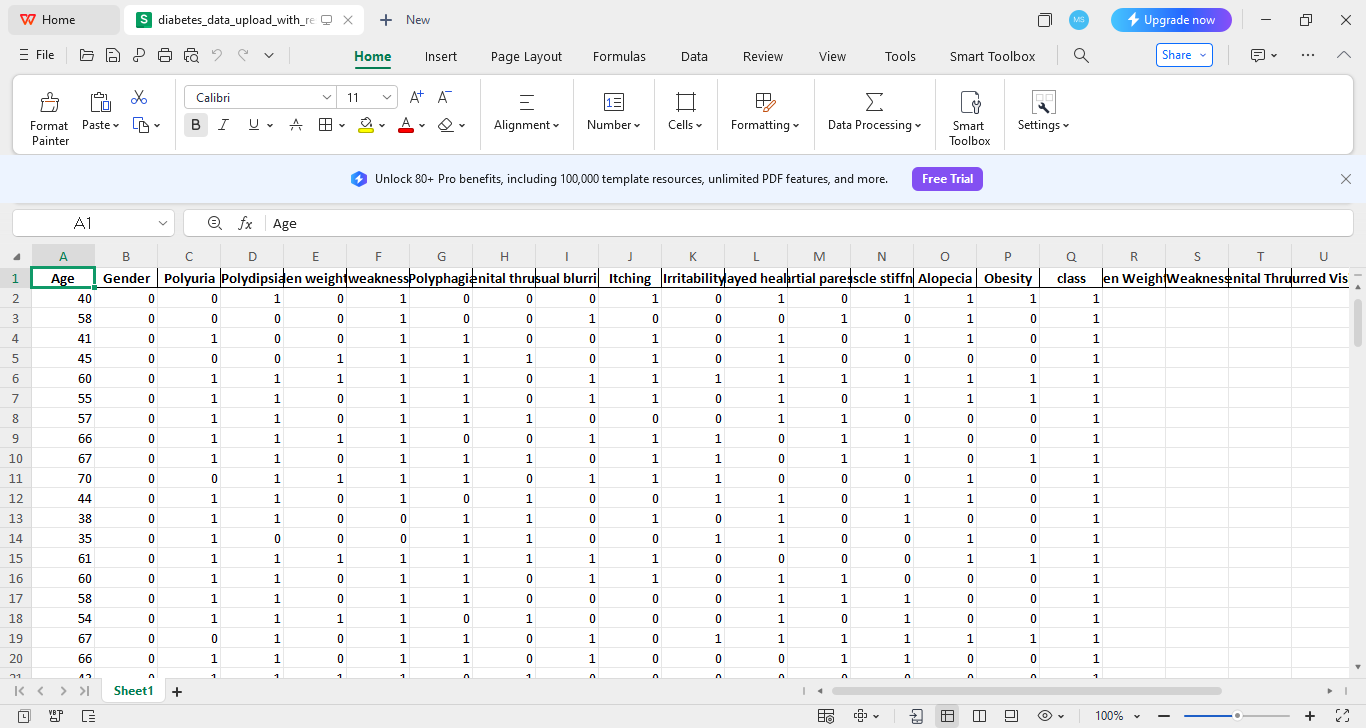 Home
diabetes_data_upload_with_re
New
MS
Upgrade now
File
Home Insert Page Layout Formulas Data Review View Tools Smart Toolbox
Share
Format Painter
Paste
Calibri
11
B I U A
Alignment
Number
Cells
Formatting
Data Processing
Smart Toolbox
Settings
Unlock 80+ Pro benefits, including 100,000 template resources, unlimited PDF features, and more.
Free Trial
A1
fx Age
A B C D E F G H I J K L M N O P Q R S T U
1 Age Gender Polyuria Polydipsia len weight weakness Polyphagia enital thrus sual blurri Itching Irritability ayed heal artial pares scle stiffn Alopecia Obesity class en Weight Weakness enital Thru urred Vis
2 40 0 0 1 0 1 0 0 0 1 0 1 0 1 1 1 1
3 58 0 0 0 0 1 0 0 1 0 0 0 1 0 1 0 1
4 41 0 1 0 0 1 1 0 0 1 0 1 0 1 1 0 1
5 45 0 0 0 1 1 1 1 0 1 0 1 0 0 0 0 1
6 60 0 1 1 1 1 1 0 1 1 1 1 1 1 1 1 1
7 55 0 1 1 0 1 1 0 1 1 0 1 0 1 1 1 1
8 57 0 1 1 0 1 1 1 0 0 0 1 1 0 0 0 1
9 66 0 1 1 1 1 0 0 1 1 1 0 1 1 0 0 1
10 67 0 1 1 0 1 1 1 0 1 1 0 1 1 0 1 1
11 70 0 0 1 1 1 1 0 1 1 1 0 0 0 1 0 1
12 44 0 1 1 0 1 0 1 0 0 1 1 0 0 1 0 1
13 38 0 1 1 0 0 1 1 0 1 0 1 0 1 0 0 1
14 35 0 1 0 0 0 1 1 0 0 1 1 0 0 1 0 1
15 61 0 1 1 1 1 1 1 1 1 0 0 0 0 1 1 1
16 60 0 1 1 0 1 1 0 1 1 0 1 1 0 0 0 1
17 58 0 1 1 0 1 1 0 1 0 0 0 1 1 0 0 1
18 54 0 1 1 1 1 0 1 0 0 0 1 0 1 0 0 1
19 67 0 0 1 0 1 1 0 1 0 1 1 1 1 1 1 1
20 66 0 1 1 0 1 1 0 1 0 0 0 1 1 0 0 1
Sheet1
100%